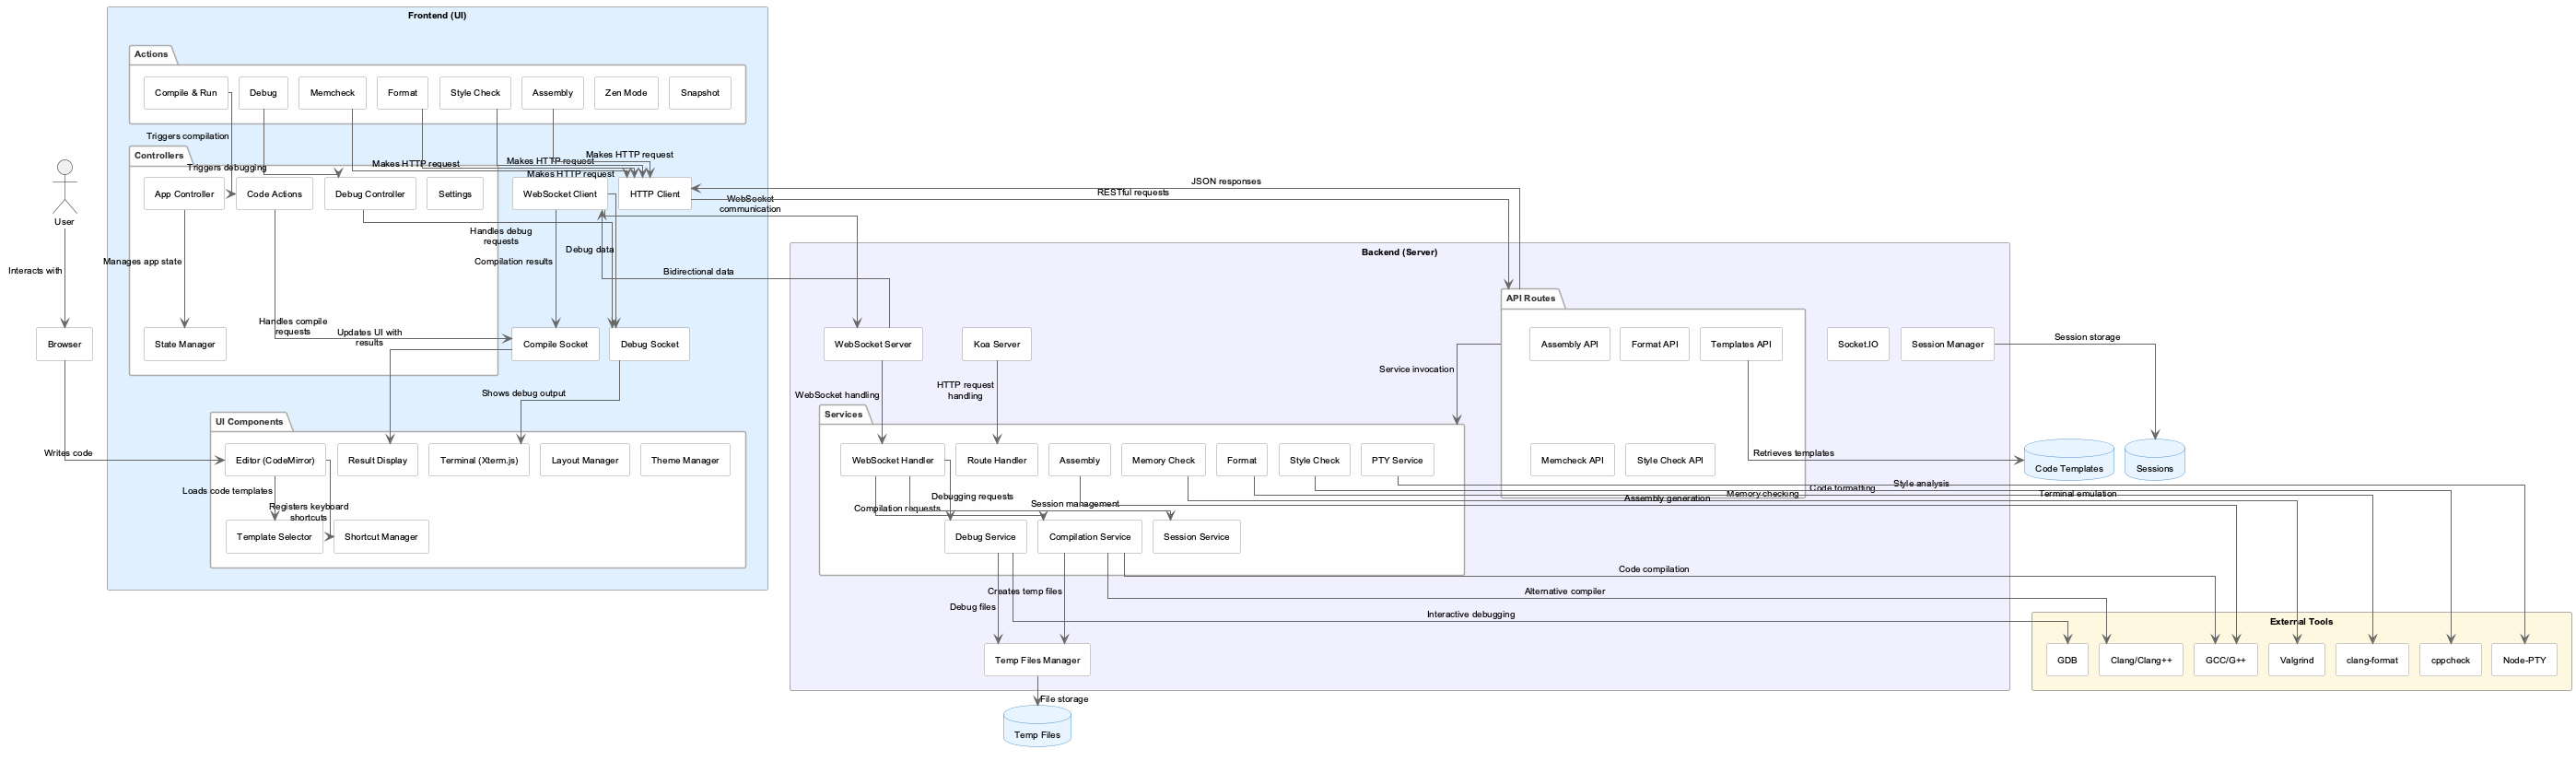 Frontend (UI)
Actions
Compile & Run
Debug
Memcheck
Format
Style Check
Assembly
Zen Mode
Snapshot
Triggers compilation
Controllers
Triggers debugging
Makes HTTP request
Makes HTTP request
Makes HTTP request
Makes HTTP request
App Controller
Code Actions
Debug Controller
Settings
WebSocket Client
HTTP Client
JSON responses
RESTful requests
WebSocket
communication
User
Handles debug
requests
Debug data
Manages app state
Compilation results
Interacts with
Bidirectional data
Backend (Server)
API Routes
Handles compile
requests
Updates UI with
results
Browser
State Manager
Compile Socket
Debug Socket
WebSocket Server
Koa Server
Assembly API
Format API
Templates API
Socket.IO
Session Manager
Session storage
Service invocation
Shows debug output
WebSocket handling
HTTP request
handling
UI Components
Services
Writes code
Editor (CodeMirror)
Result Display
Terminal (Xterm.js)
Layout Manager
Theme Manager
WebSocket Handler
Route Handler
Assembly
Memory Check
Format
Style Check
PTY Service
Memcheck API
Style Check API
Retrieves templates
Code Templates
Sessions
Loads code templates
Registers keyboard
shortcuts
Debugging requests
Compilation requests
Session management
Assembly generation
Memory checking
Code formatting
Style analysis
Terminal emulation
Template Selector
Shortcut Manager
Debug Service
Compilation Service
Session Service
Code compilation
Creates temp files
Alternative compiler
Debug files
Interactive debugging
External Tools
Temp Files Manager
GDB
Clang/Clang++
GCC/G++
Valgrind
clang-format
cppcheck
Node-PTY
File storage
Temp Files